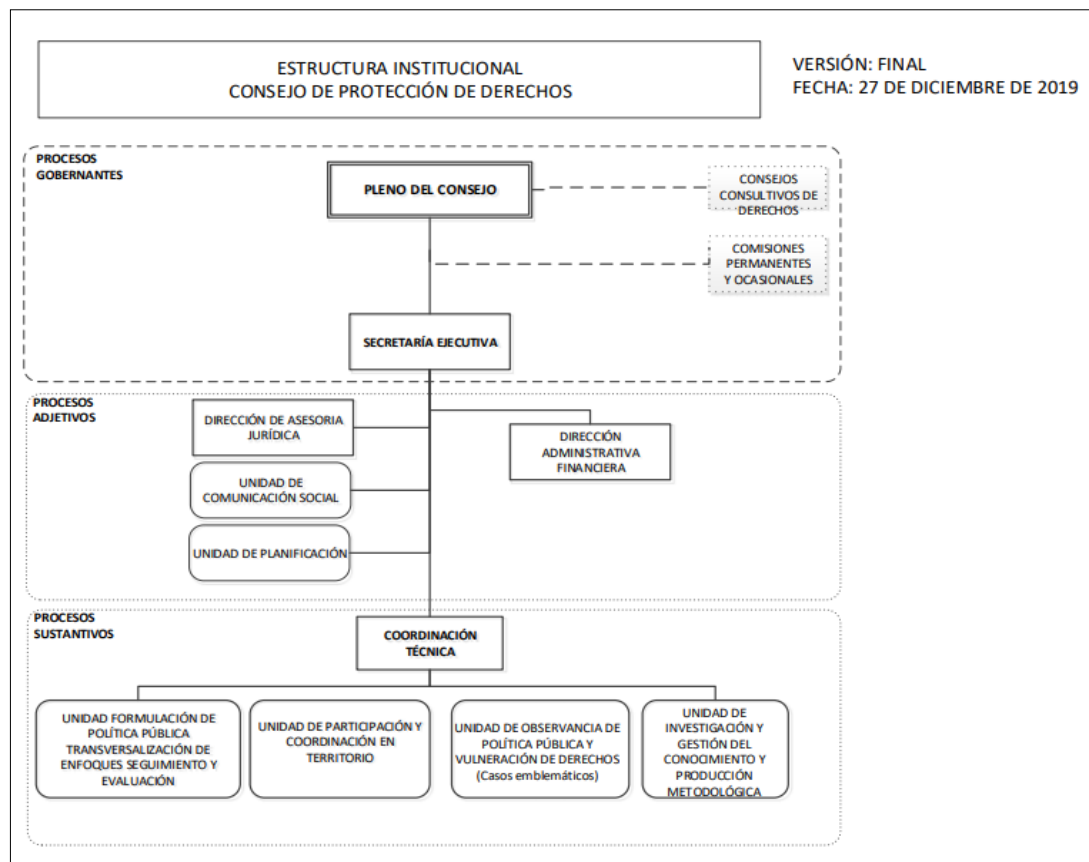 ESTRUCTURA INSTITUCIONAL
CONSEJO DE PROTECCIÓN DE DERECHOS
VERSIÓN: FINAL
FECHA: 27 DE DICIEMBRE DE 2019
PROCESOS
GOBERNANTES
PLENO DEL CONSEJO
CONSEJOS
CONSULTIVOS DE
DERECHOS
COMISIONES
PERMANENTES
Y OCASIONALES
SECRETARÍA EJECUTIVA
PROCESOS
ADJETIVOS
DIRECCIÓN DE ASESORIA
JURÍDICA
DIRECCIÓN
ADMINISTRATIVA
FINANCIERA
UNIDAD DE
COMUNICACIÓN SOCIAL
UNIDAD DE PLANIFICACIÓN
PROCESOS
SUSTANTIVOS
COORDINACIÓN
TÉCNICA
UNIDAD FORMULACIÓN DE
POLÍTICA PÚBLICA
TRANSVERSALIZACIÓN DE
ENFOQUES SEGUIMIENTO Y
EVALUACIÓN
UNIDAD DE PARTICIPACIÓN Y
COORDINACIÓN EN
TERRITORIO
UNIDAD DE OBSERVANCIA DE
POLÍTICA PÚBLICA Y
VULNERACIÓN DE DERECHOS
(Casos emblemáticos)
UNIDAD DE
INVESTIGACIÓN Y
GESTIÓN DEL
CONOCIMIENTO Y
PRODUCCIÓN
METODOLÓGICA